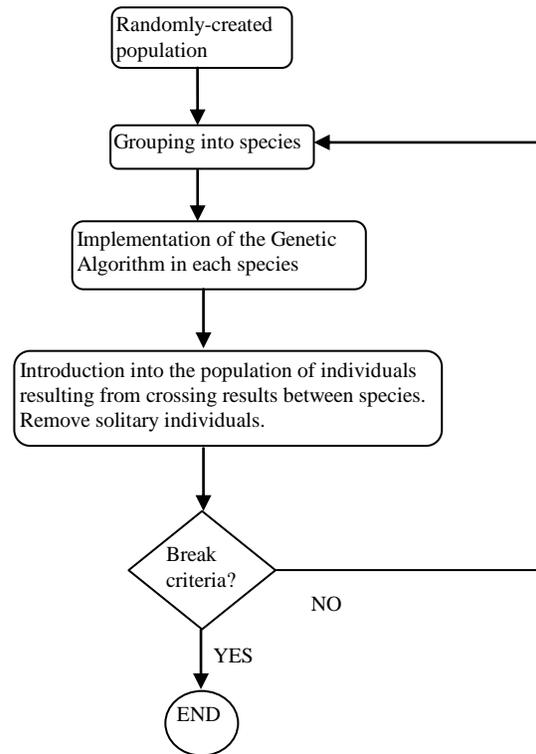 Randomly-created
population
Grouping into species
Implementation of the Genetic
Algorithm in each species
Introduction into the population of individuals
resulting from crossing results between species.
Remove solitary individuals.
Break
criteria?
NO
YES
END